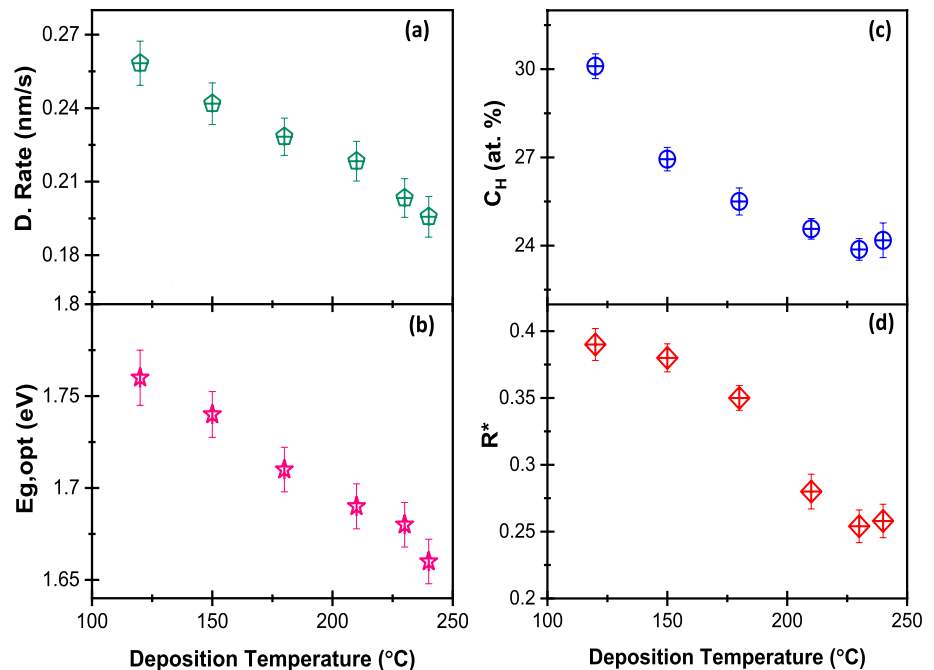 (a)
0.27
0.24
0.21
0.18
D. Rate (nm/s)
(b)
1.8
1.75
1.7
1.65
Eg,opt (eV)
100
150
200
250
Deposition Temperature (°C)
(c)
30
27
24
C_H (at. %)
(d)
0.4
0.35
0.3
0.25
0.2
R*
100
150
200
250
Deposition Temperature (°C)